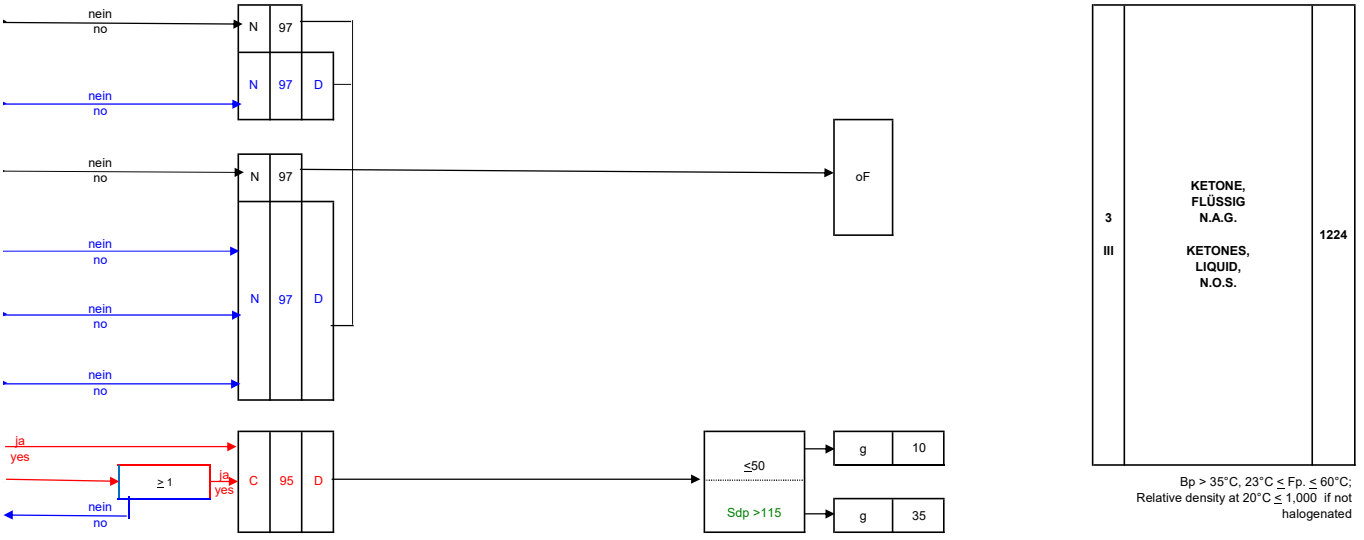 nein
no
N 97
nein
no
N 97 D
nein
no
N 97
oF
nein
no
nein
no
N 97 D
nein
no
ja
yes
≥ 1
ja
yes
C 95 D
nein
no
≤50
Sdp >115
g 10
g 35
3
III
KETONE,
FLÜSSIG
N.A.G.
KETONES,
LIQUID,
N.O.S.
1224
Bp > 35°C, 23°C ≤ Fp. ≤ 60°C;
Relative density at 20°C ≤ 1,000 if not
halogenated